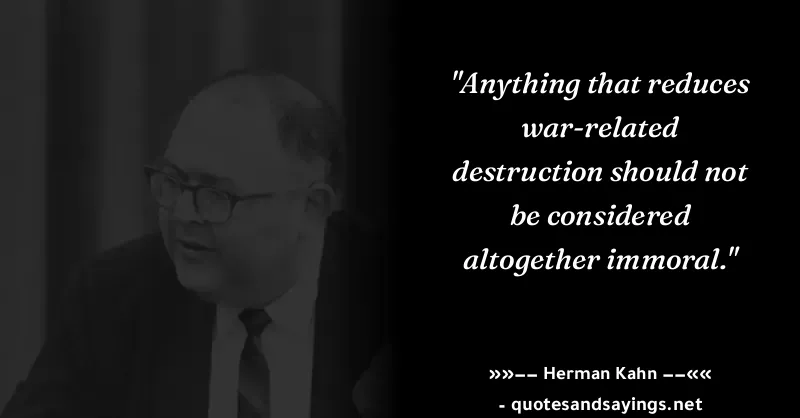 "Anything that reduces
war-related
destruction should not
be considered
altogether immoral."
»»–– Herman Kahn ––««
- quotesandsayings.net